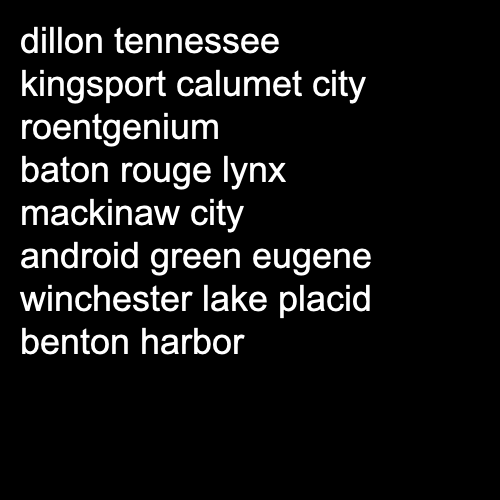 dillon tennessee
kingsport calumet city
roentgenium
baton rouge lynx
mackinaw city
android green eugene
winchester lake placid
benton harbor